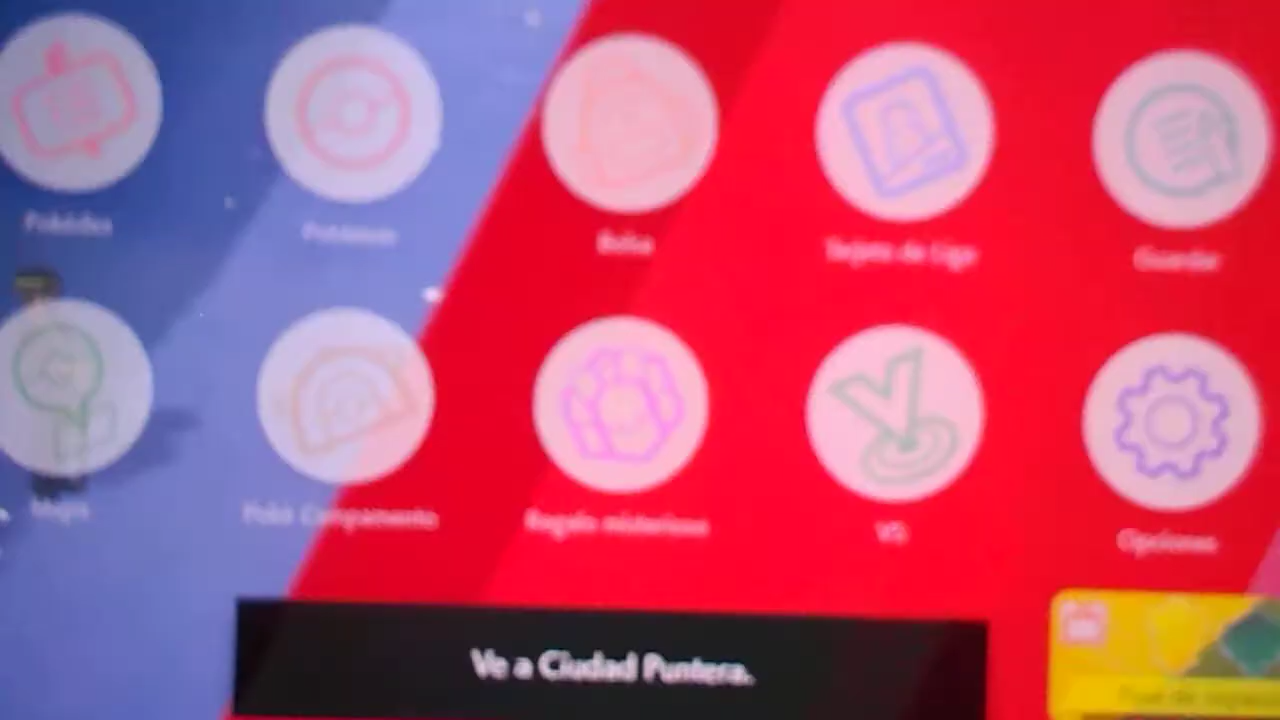 Pokédex
Pokémon
Bolsa
Tarjeta de Liga
Guardar
Mapa
Poké Campamento
Regalo misterioso
VS
Opciones
Ve a Ciudad Puntera.